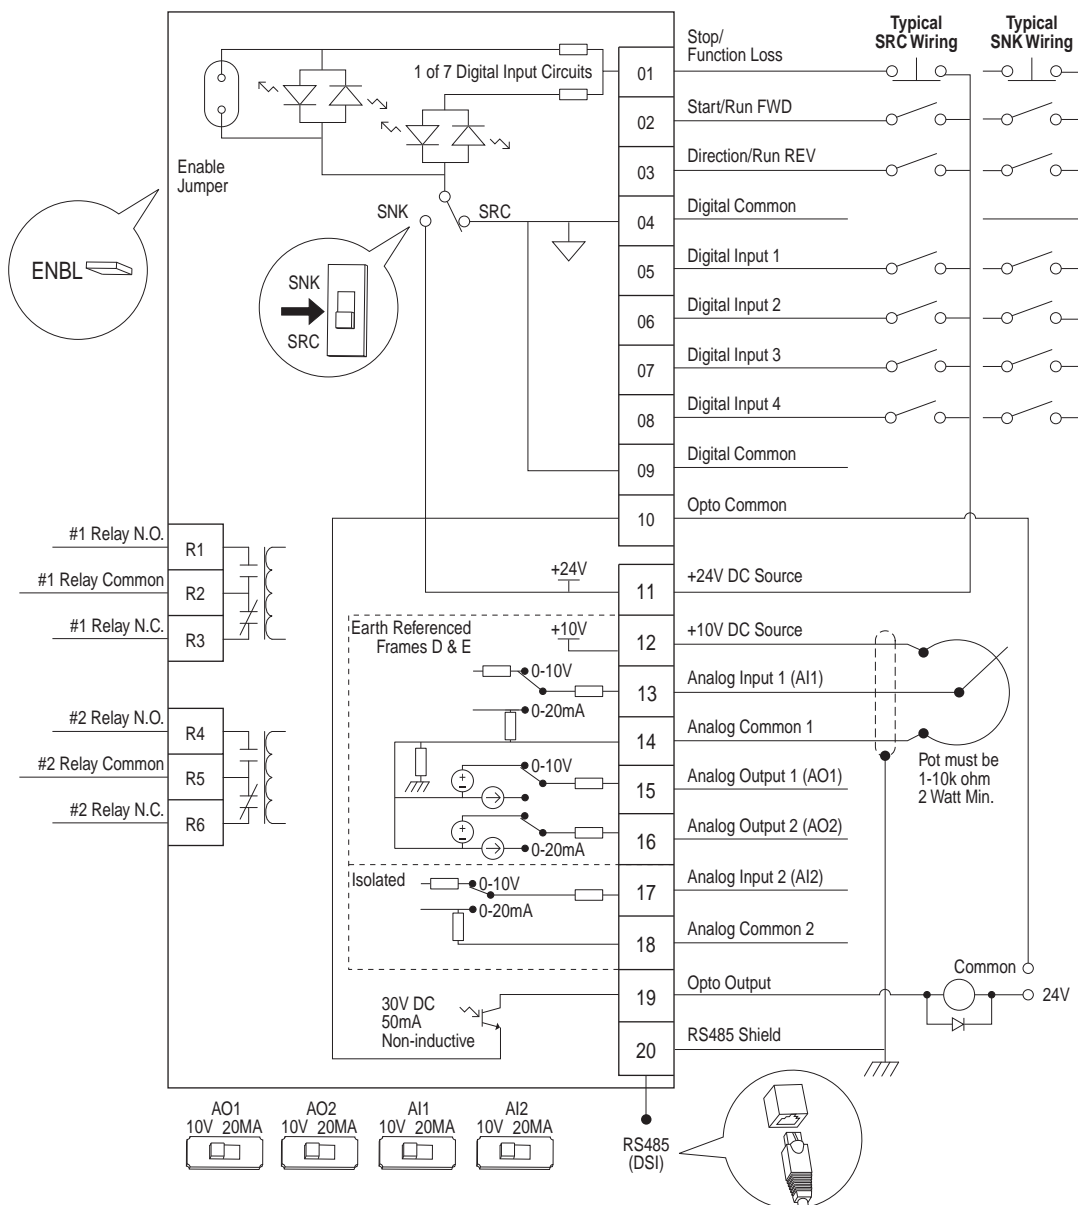 Typical
SRC Wiring
Typical
SNK Wiring
Stop/
Function Loss
01
1 of 7 Digital Input Circuits
02
Start/Run FWD
03
Direction/Run REV
Enable
Jumper
04
Digital Common
SNK
SRC
ENBL
SNK
SRC
05
Digital Input 1
06
Digital Input 2
07
Digital Input 3
08
Digital Input 4
09
Digital Common
10
Opto Common
#1 Relay N.O.
R1
#1 Relay Common
R2
#1 Relay N.C.
R3
+24V
11
+24V DC Source
Earth Referenced
Frames D & E
+10V
12
+10V DC Source
0-10V
0-20mA
13
Analog Input 1 (AI1)
14
Analog Common 1
Pot must be
1-10k ohm
2 Watt Min.
#2 Relay N.O.
R4
#2 Relay Common
R5
#2 Relay N.C.
R6
0-10V
15
Analog Output 1 (AO1)
16
Analog Output 2 (AO2)
0-20mA
Isolated
0-10V
0-20mA
17
Analog Input 2 (AI2)
18
Analog Common 2
Common
24V
19
Opto Output
30V DC
50mA
Non-inductive
20
RS485 Shield
AO1
10V 20MA
AO2
10V 20MA
AI1
10V 20MA
AI2
10V 20MA
RS485
(DSI)